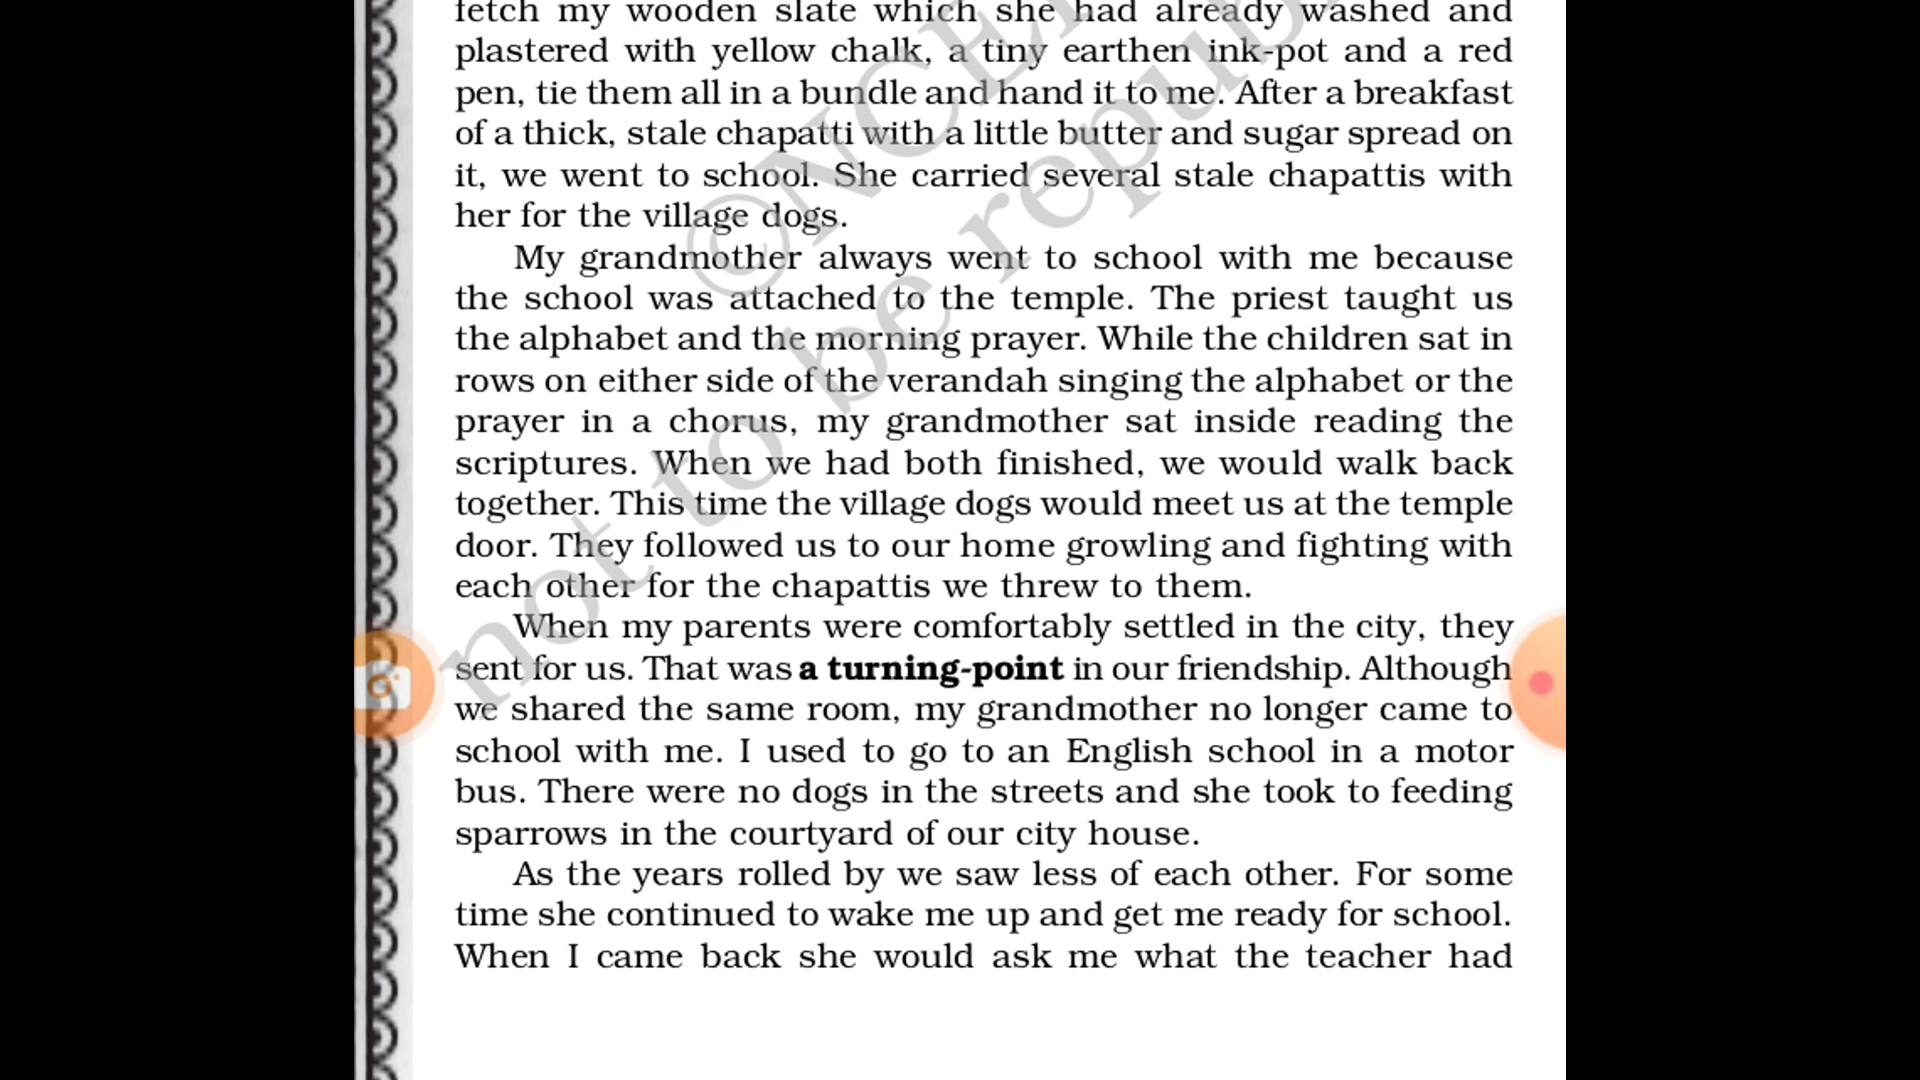 fetch my wooden slate which she had already washed and
plastered with yellow chalk, a tiny earthen ink-pot and a red
pen, tie them all in a bundle and hand it to me. After a breakfast
of a thick, stale chapatti with a little butter and sugar spread on
it, we went to school. She carried several stale chapattis with
her for the village dogs.
My grandmother always went to school with me because
the school was attached to the temple. The priest taught us
the alphabet and the morning prayer. While the children sat in
rows on either side of the verandah singing the alphabet or the
prayer in a chorus, my grandmother sat inside reading the
scriptures. When we had both finished, we would walk back
together. This time the village dogs would meet us at the temple
door. They followed us to our home growling and fighting with
each other for the chapattis we threw to them.
When my parents were comfortably settled in the city, they
sent for us. That was a turning-point in our friendship. Although
we shared the same room, my grandmother no longer came to
school with me. I used to go to an English school in a motor
bus. There were no dogs in the streets and she took to feeding
sparrows in the courtyard of our city house.
As the years rolled by we saw less of each other. For some
time she continued to wake me up and get me ready for school.
When I came back she would ask me what the teacher had
not to be